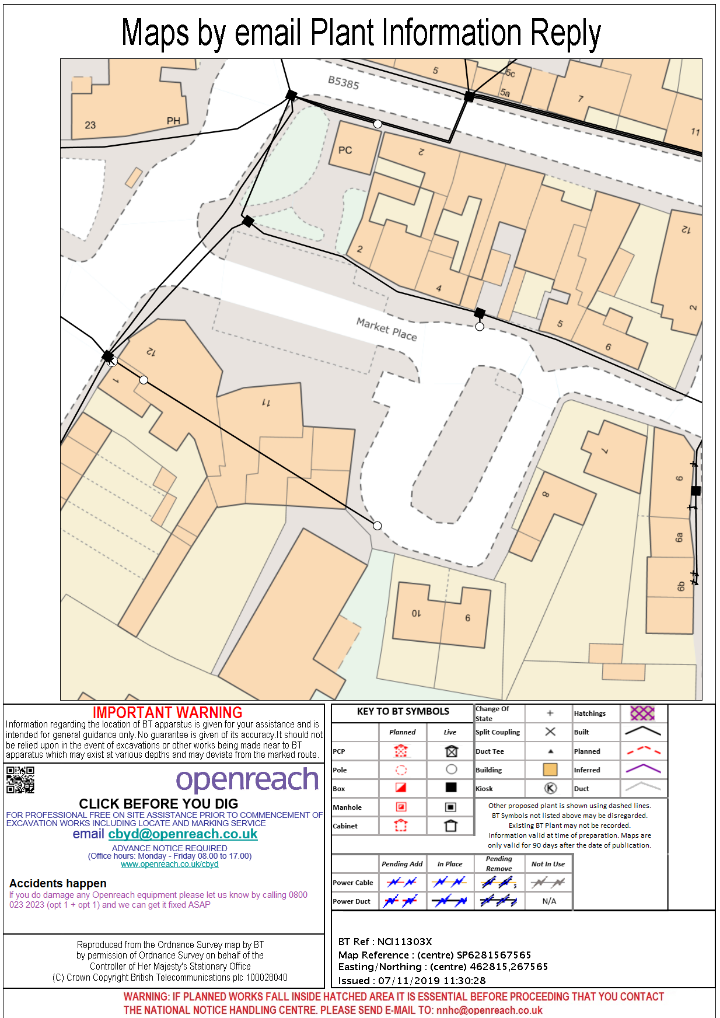 Maps by email Plant Information Reply
B5385
5
5c
5a
7
11
23
PH
PC
2
12
2
4
2
5
6
Market Place
12
1
11
7
8
9
6a
6b
10
9
IMPORTANT WARNING
Information regarding the location of BT apparatus is given for your assistance and is
intended for general guidance only. No guarantee is given of its accuracy.It should not
be relied upon in the event of excavations or other works being made near to BT
apparatus which may exist at various depths and may deviate from the marked route.
openreach
CLICK BEFORE YOU DIG
FOR PROFESSIONAL FREE ON SITE ASSISTANCE PRIOR TO COMMENCEMENT OF
EXCAVATION WORKS INCLUDING LOCATE AND MARKING SERVICE
email cbyd@openreach.co.uk
ADVANCE NOTICE REQUIRED
(Office hours: Monday - Friday 08.00 to 17.00)
www.openreach.co.uk/cbyd
Accidents happen
If you do damage any Openreach equipment please let us know by calling 0800
023 2023 (opt 1 + opt 1) and we can get it fixed ASAP
Reproduced from the Ordnance Survey map by BT
by permission of Ordnance Survey on behalf of the
Controller of Her Majesty's Stationary Office
(C) Crown Copyright British Telecommunications plc 100028040
KEY TO BT SYMBOLS
Planned Live
PCP
Pole
Box
Manhole
Cabinet
Change Of
State + Hatchings
Split Coupling Built
Duct Tee Planned
Building Inferred
Kiosk K Duct
Other proposed plant is shown using dashed lines.
BT Symbols not listed above may be disregarded.
Existing BT Plant may not be recorded.
Information valid at time of preparation. Maps are
only valid for 90 days after the date of publication.
Pending Add In Place Pending
Remove Not In Use
Power Cable
Power Duct N/A
BT Ref : NCI11303X
Map Reference : (centre) SP6281567565
Easting/Northing : (centre) 462815,267565
Issued : 07/11/2019 11:30:28
WARNING: IF PLANNED WORKS FALL INSIDE HATCHED AREA IT IS ESSENTIAL BEFORE PROCEEDING THAT YOU CONTACT
THE NATIONAL NOTICE HANDLING CENTRE. PLEASE SEND E-MAIL TO: nnhc@openreach.co.uk